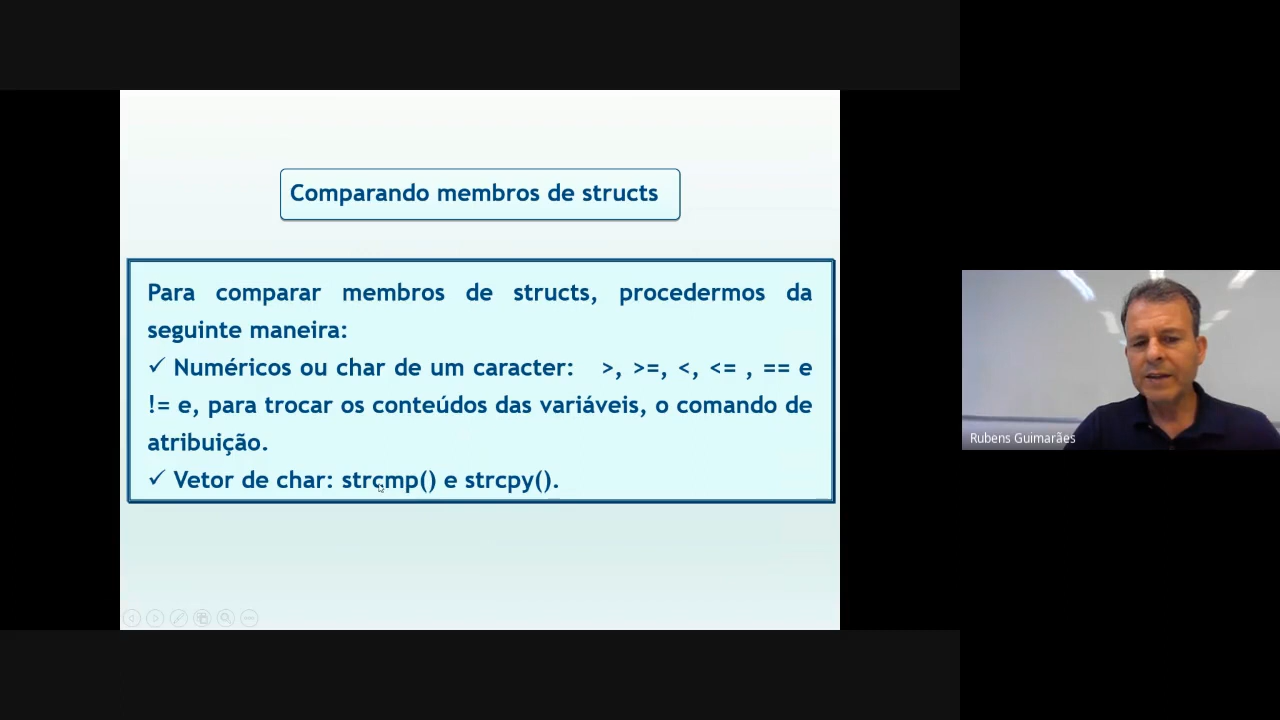 Comparando membros de structs
Para comparar membros de structs, procedermos da
seguinte maneira:
✓ Numéricos ou char de um caracter: >, >=, <, <= , == e
!= e, para trocar os conteúdos das variáveis, o comando de
atribuição.
✓ Vetor de char: strcmp() e strcpy().
Rubens Guimarães